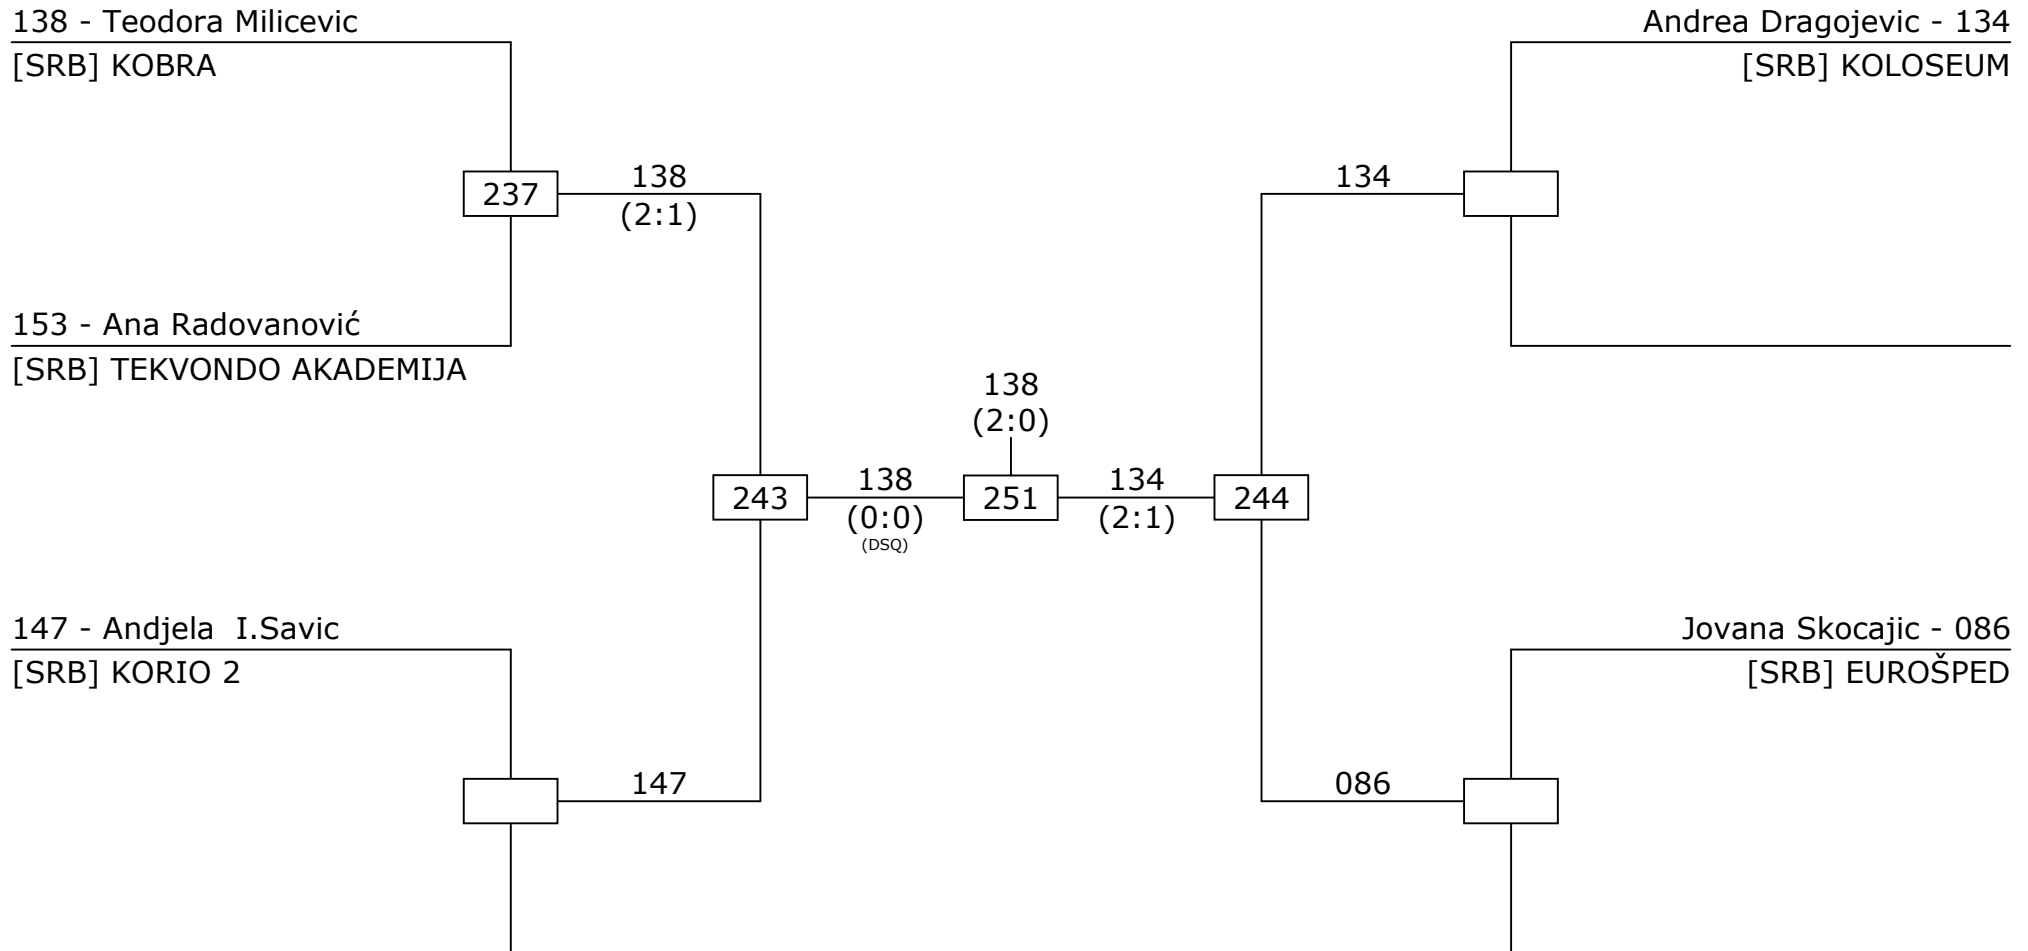 138 - Teodora Milicevic
[SRB] KOBRA
Andrea Dragojevic - 134
[SRB] KOLOSEUM
237
138
(2:1)
134
153 - Ana Radovanović
[SRB] TEKVONDO AKADEMIJA
138
(2:0)
243
138
(0:0)
(DSQ)
251
134
(2:1)
244
147 - Andjela  I.Savic
[SRB] KORIO 2
Jovana Skocajic - 086
[SRB] EUROŠPED
147
086